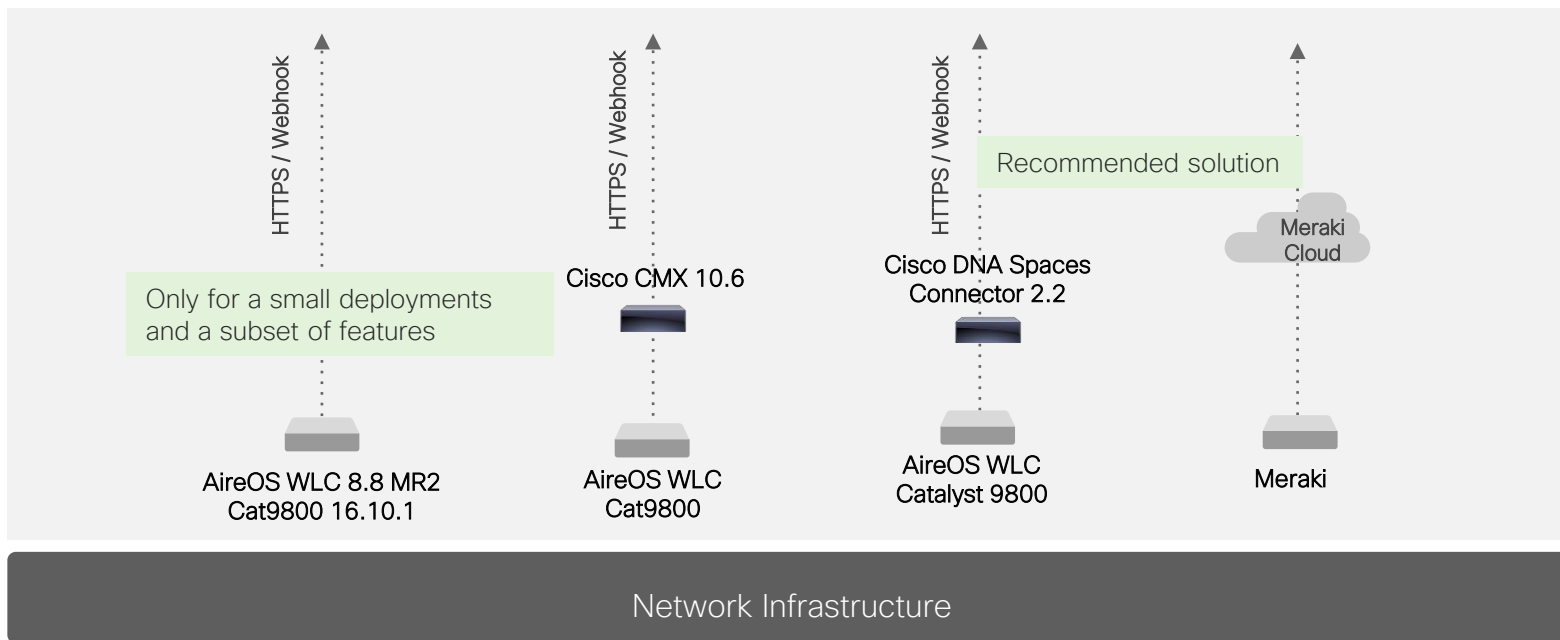 HTTPS / Webhook
HTTPS / Webhook
HTTPS / Webhook
Recommended solution
Meraki
Cloud
Only for a small deployments
and a subset of features
Cisco CMX 10.6
Cisco DNA Spaces
Connector 2.2
AireOS WLC 8.8 MR2
Cat9800 16.10.1
AireOS WLC
Cat9800
AireOS WLC
Catalyst 9800
Meraki
Network Infrastructure